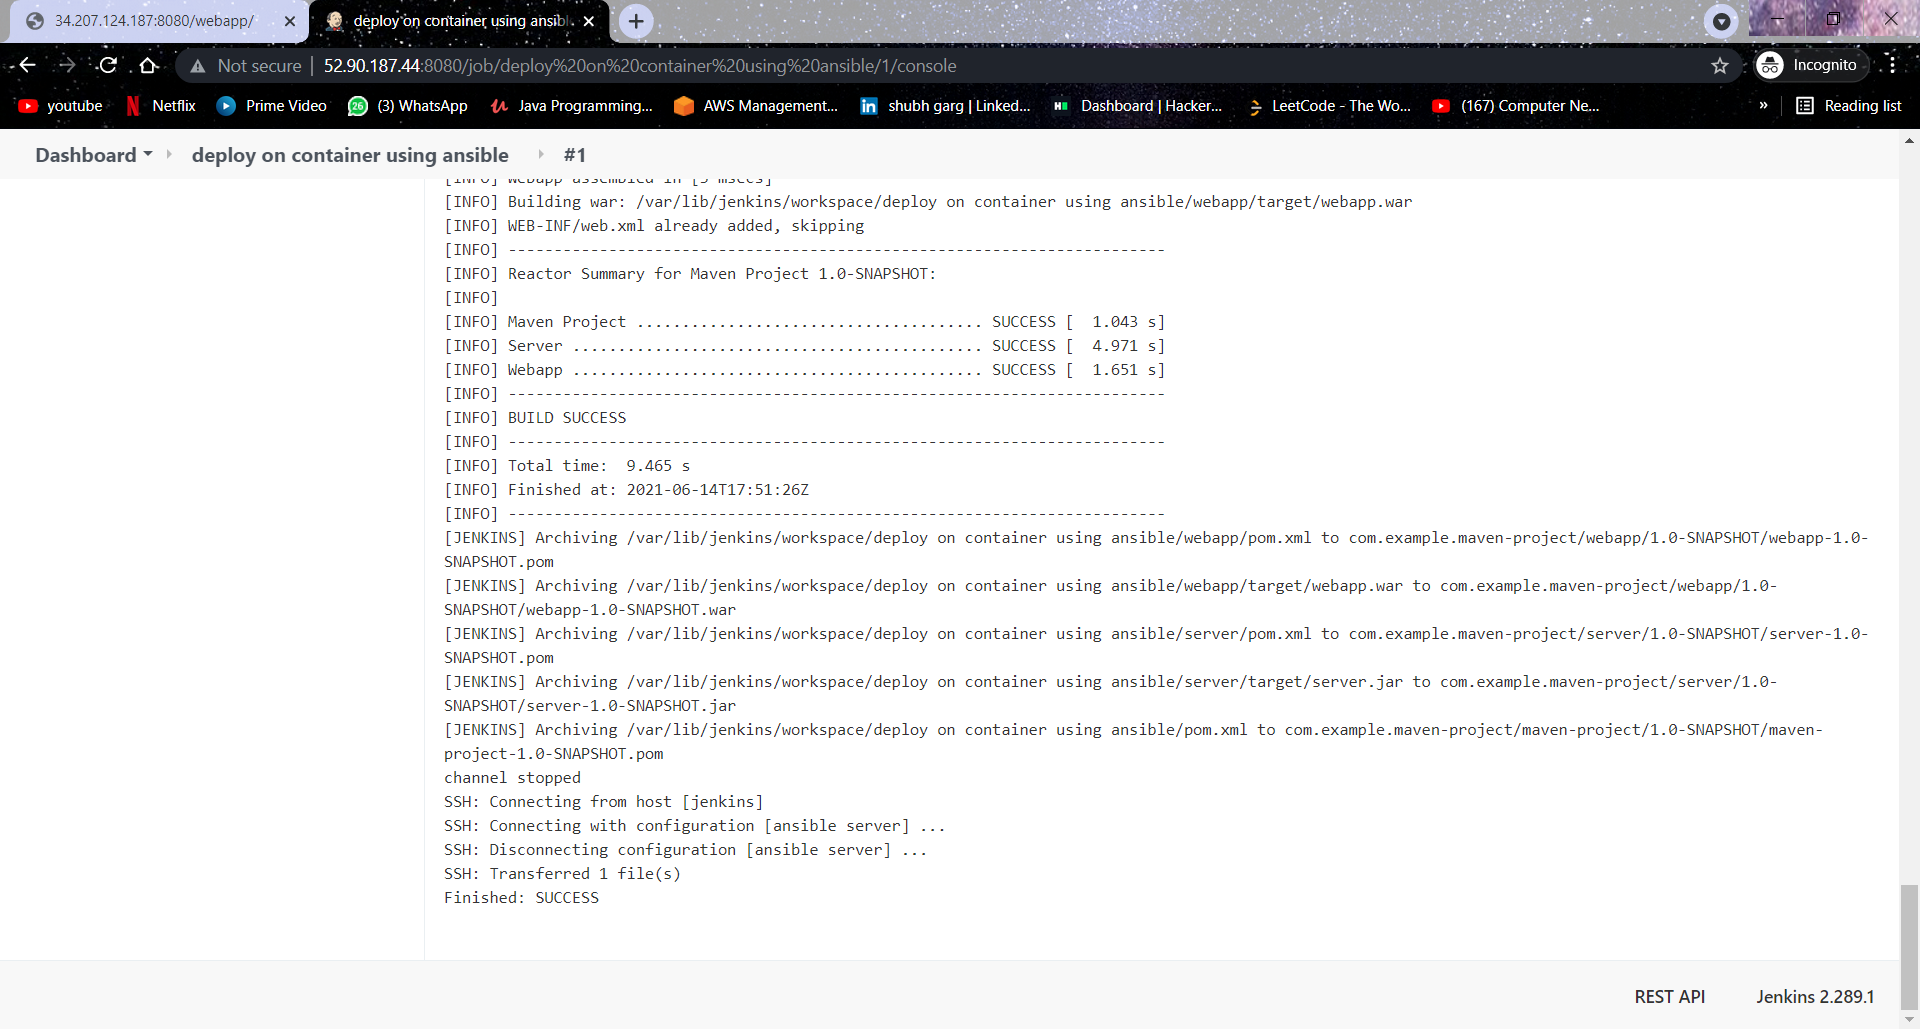 34.207.124.187:8080/webapp/
deploy on container using ansibl
Not secure
52.90.187.44:8080/job/deploy%20on%20container%20using%20ansible/1/console
Incognito
youtube
Netflix
Prime Video
26
(3) WhatsApp
Java Programming...
AWS Management...
in
shubh garg | Linked...
Dashboard | Hacker...
LeetCode - The Wo...
(167) Computer Ne...
»
Reading list
Dashboard
deploy on container using ansible
#1
[INFO] Webapp assembled in [5 msecs]
[INFO] Building war: /var/lib/jenkins/workspace/deploy on container using ansible/webapp/target/webapp.war
[INFO] WEB-INF/web.xml already added, skipping
[INFO] ------------------------------------------------------------------------
[INFO] Reactor Summary for Maven Project 1.0-SNAPSHOT:
[INFO]
[INFO] Maven Project ...................................... SUCCESS [  1.043 s]
[INFO] Server ............................................. SUCCESS [  4.971 s]
[INFO] Webapp ............................................. SUCCESS [  1.651 s]
[INFO] ------------------------------------------------------------------------
[INFO] BUILD SUCCESS
[INFO] ------------------------------------------------------------------------
[INFO] Total time:  9.465 s
[INFO] Finished at: 2021-06-14T17:51:26Z
[INFO] ------------------------------------------------------------------------
[JENKINS] Archiving /var/lib/jenkins/workspace/deploy on container using ansible/webapp/pom.xml to com.example.maven-project/webapp/1.0-SNAPSHOT/webapp-1.0-
SNAPSHOT.pom
[JENKINS] Archiving /var/lib/jenkins/workspace/deploy on container using ansible/webapp/target/webapp.war to com.example.maven-project/webapp/1.0-
SNAPSHOT/webapp-1.0-SNAPSHOT.war
[JENKINS] Archiving /var/lib/jenkins/workspace/deploy on container using ansible/server/pom.xml to com.example.maven-project/server/1.0-SNAPSHOT/server-1.0-
SNAPSHOT.pom
[JENKINS] Archiving /var/lib/jenkins/workspace/deploy on container using ansible/server/target/server.jar to com.example.maven-project/server/1.0-
SNAPSHOT/server-1.0-SNAPSHOT.jar
[JENKINS] Archiving /var/lib/jenkins/workspace/deploy on container using ansible/pom.xml to com.example.maven-project/maven-project/1.0-SNAPSHOT/maven-
project-1.0-SNAPSHOT.pom
channel stopped
SSH: Connecting from host [jenkins]
SSH: Connecting with configuration [ansible server] ...
SSH: Disconnecting configuration [ansible server] ...
SSH: Transferred 1 file(s)
Finished: SUCCESS
REST API
Jenkins 2.289.1